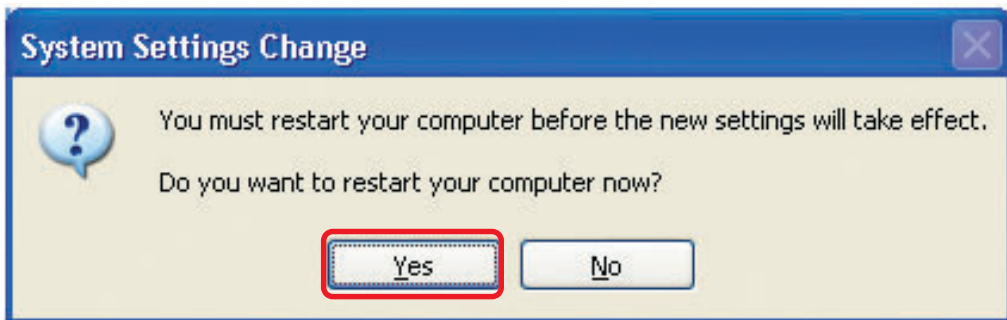 System Settings Change
You must restart your computer before the new settings will take effect.
Do you want to restart your computer now?
Yes
No